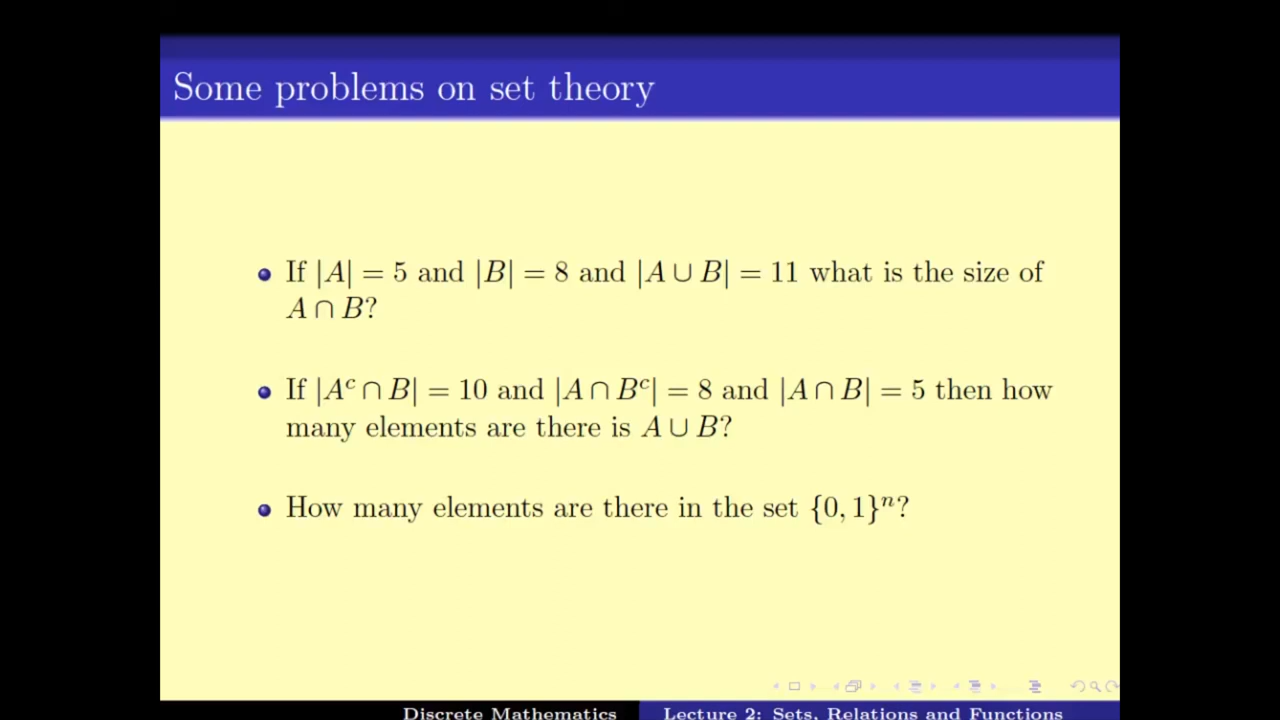 Some problems on set theory
If |A| = 5 and |B| = 8 and |A ∪ B| = 11 what is the size of
A ∩ B?
If |Aᶜ ∩ B| = 10 and |A ∩ Bᶜ| = 8 and |A ∩ B| = 5 then how
many elements are there is A ∪ B?
How many elements are there in the set {0, 1}ⁿ?
Discrete Mathematics Lecture 2: Sets, Relations and Functions